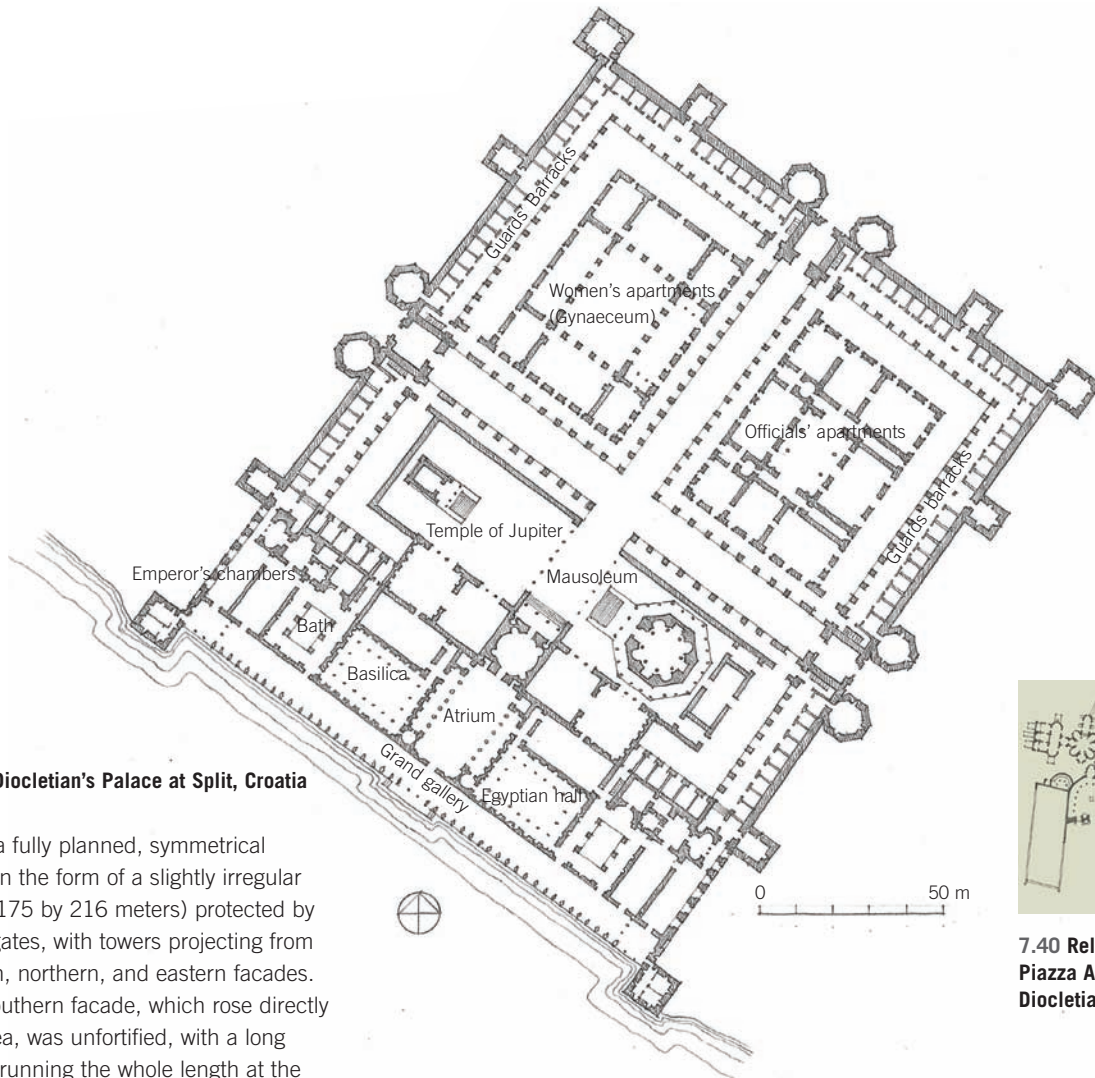 Guards' Barracks
Women's apartments
(Gynaeceum)
Officials' apartments
Guards' barracks
Temple of Jupiter
Mausoleum
Emperor's chambers
Bath
Basilica
Atrium
Grand gallery
Egyptian hall
0 50 m
Diocletian's Palace at Split, Croatia
a fully planned, symmetrical
n the form of a slightly irregular
175 by 216 meters) protected by
gates, with towers projecting from
n, northern, and eastern facades.
outhern facade, which rose directly
ea, was unfortified, with a long
running the whole length at the
7.40 Rel
Piazza A
Diocletia